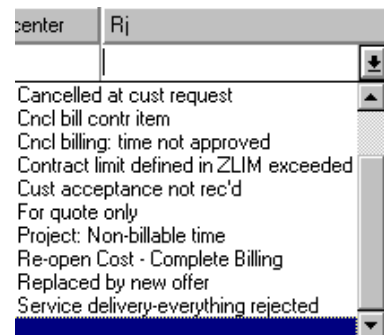 center Rj
Cancelled at cust request
Cncl bill contr item
Cncl billing: time not approved
Contract limit defined in ZLIM exceeded
Cust acceptance not rec'd
For quote only
Project: Non-billable time
Re-open Cost - Complete Billing
Replaced by new offer
Service delivery-everything rejected